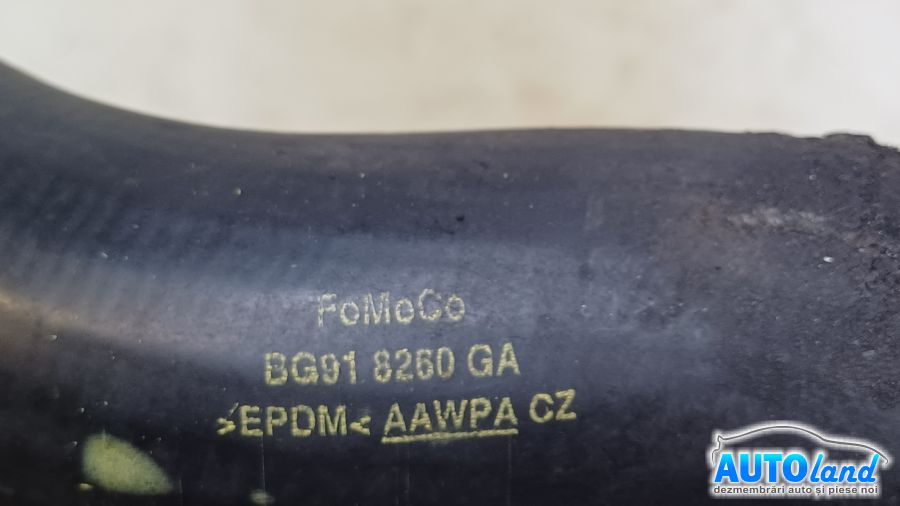 FoMoCo
BG91 8260 GA
>EPDM< AAWPA CZ
AUTOland
dezmembrări auto și piese noi